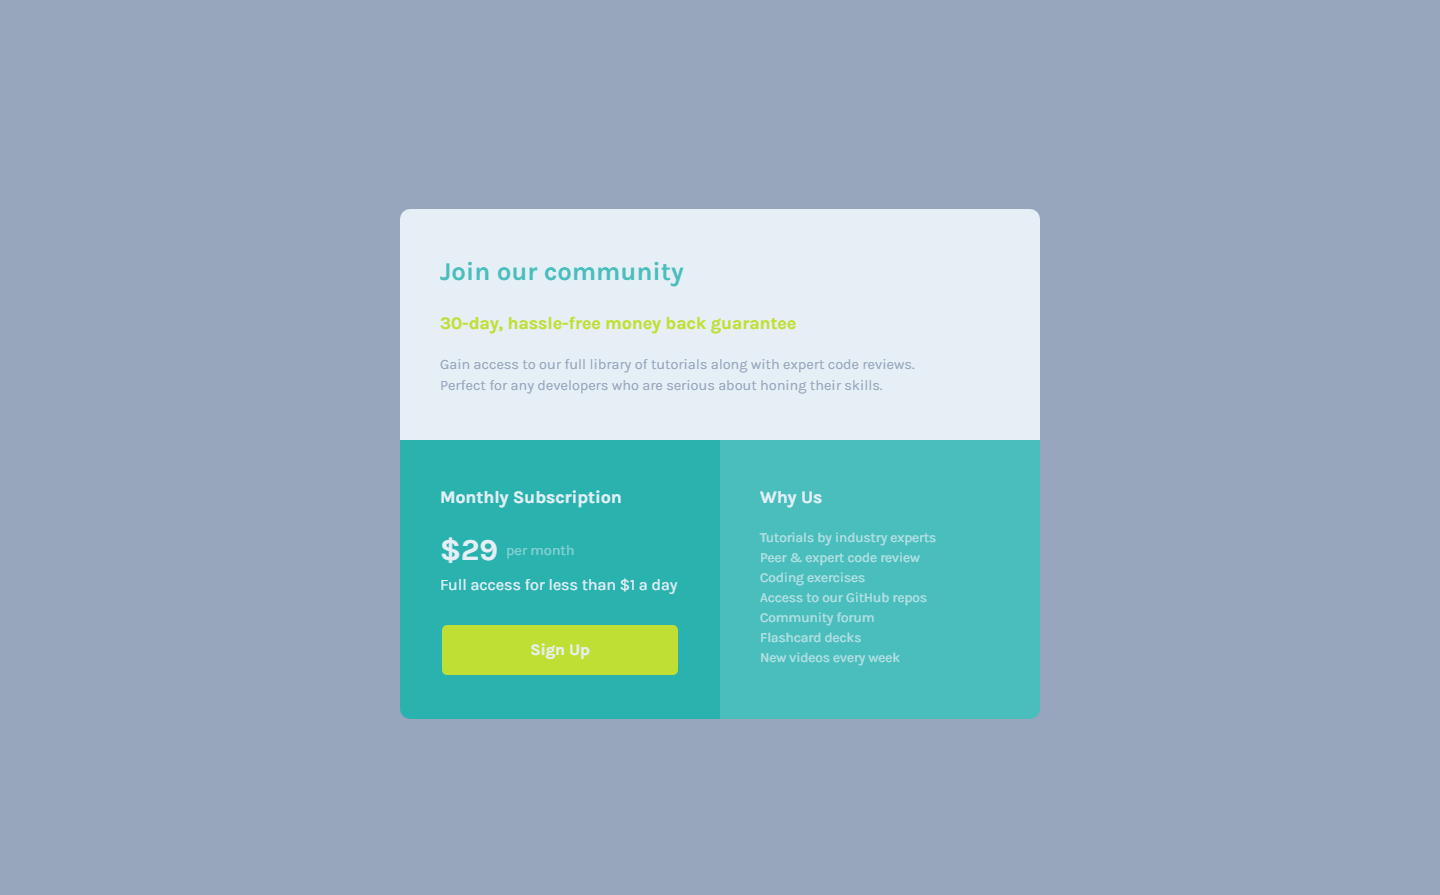 Join our community
30-day, hassle-free money back guarantee
Gain access to our full library of tutorials along with expert code reviews.
Perfect for any developers who are serious about honing their skills.
Monthly Subscription
$29 per month
Full access for less than $1 a day
Sign Up
Why Us
Tutorials by industry experts
Peer & expert code review
Coding exercises
Access to our GitHub repos
Community forum
Flashcard decks
New videos every week